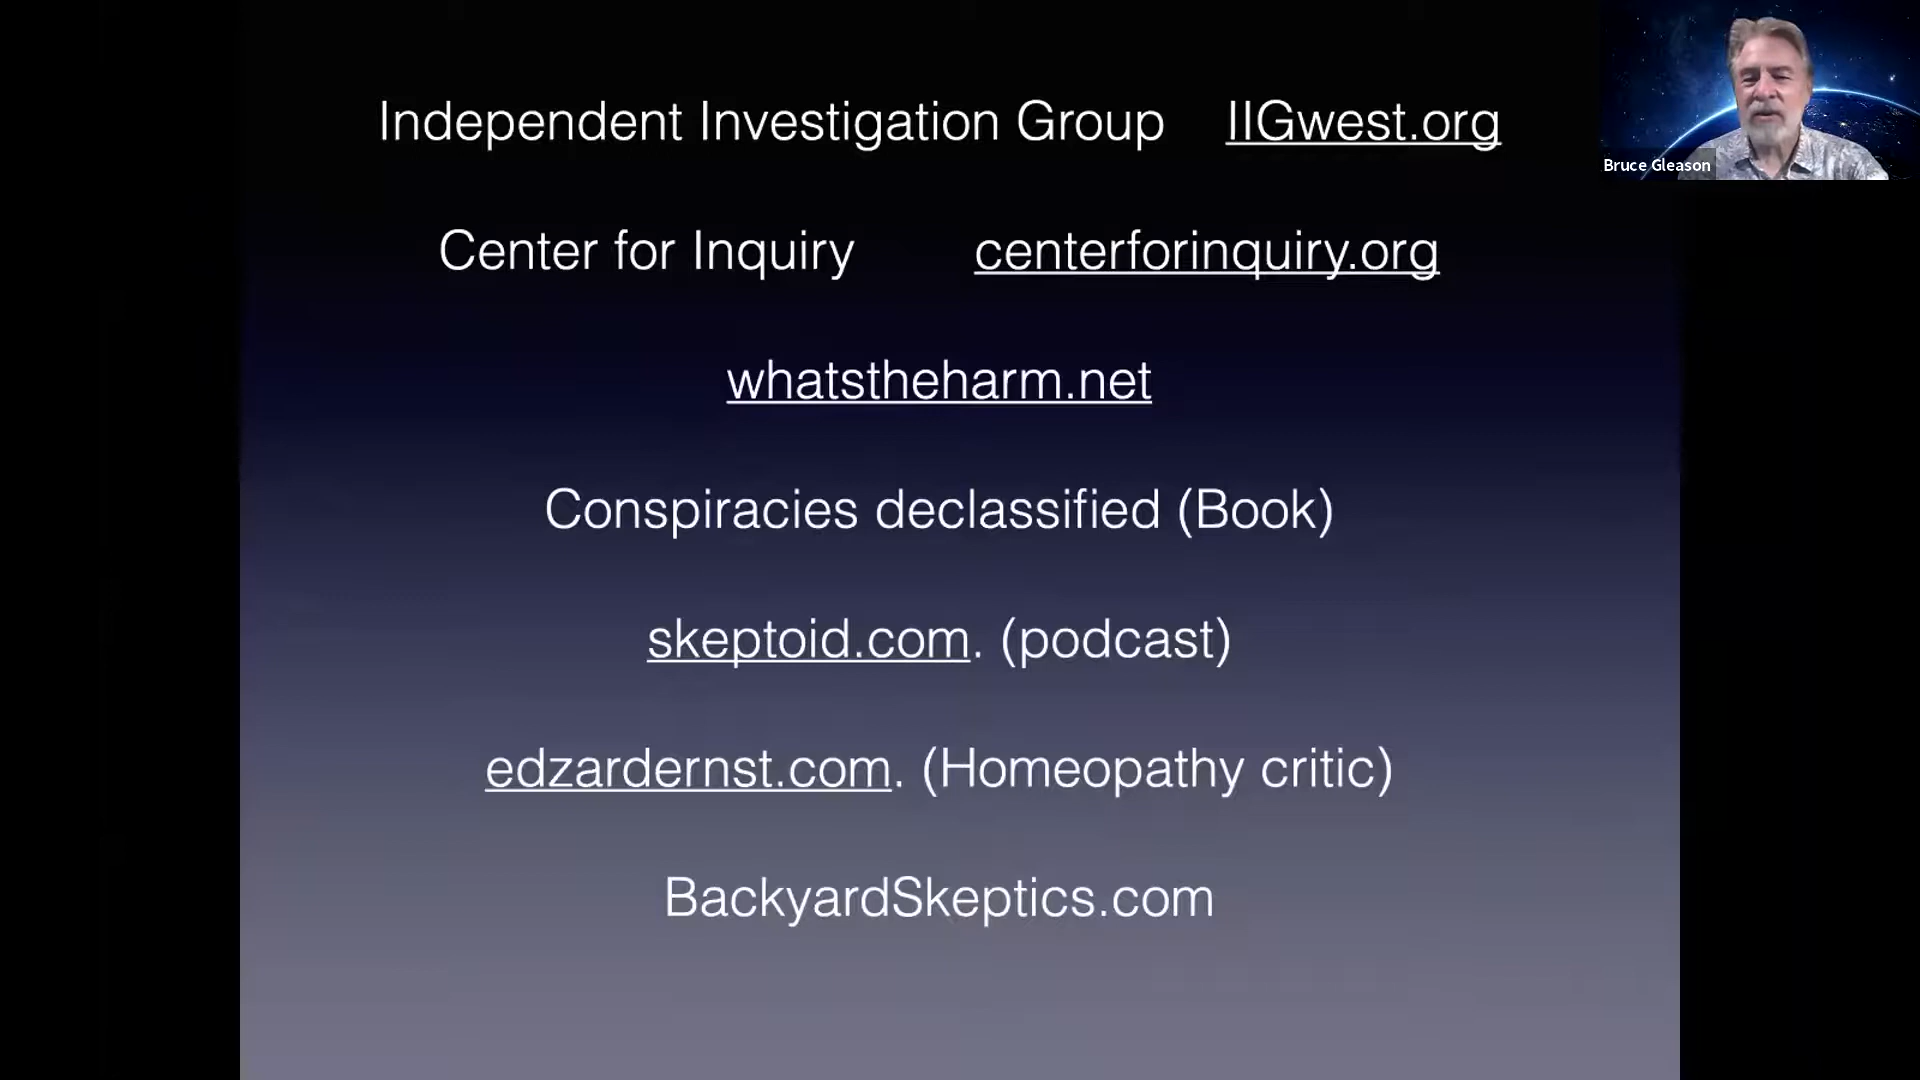 Independent Investigation Group IIGwest.org
Bruce Gleason
Center for Inquiry centerforinquiry.org
whatstheharm.net
Conspiracies declassified (Book)
skeptoid.com. (podcast)
edzardernst.com. (Homeopathy critic)
BackyardSkeptics.com